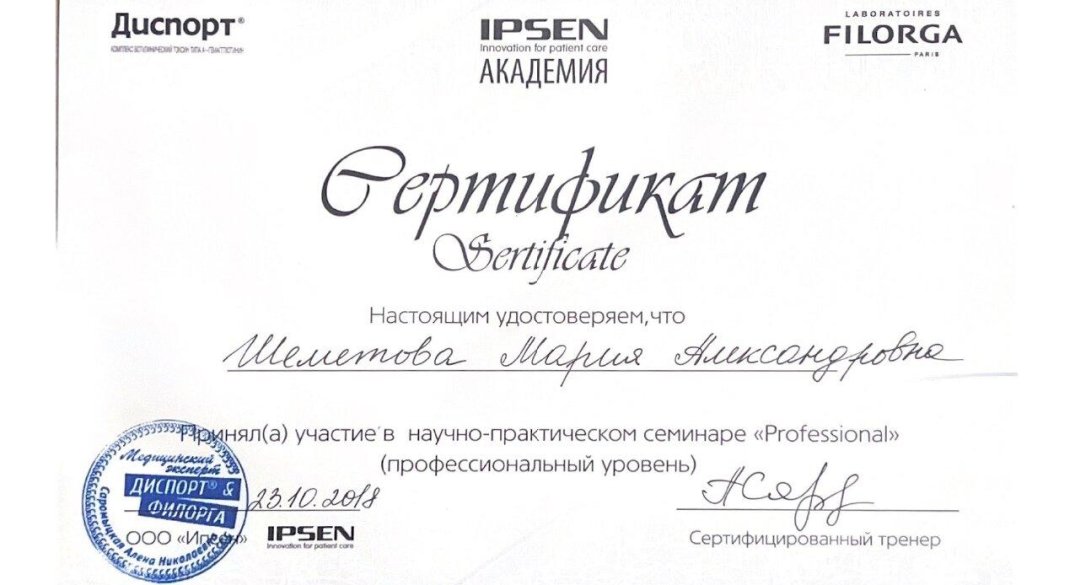 Диспорт®
IPSEN
Innovation for patient care
АКАДЕМИЯ
LABORATOIRES
FILORGA
PARIS
Сертификат
Sertificate
Настоящим удостоверяем,что
Шеметова Мария Александровна
Принял(а) участие в научно-практическом семинаре «Professional»
(профессиональный уровень)
Медицинский
эксперт
ДИСПОРТ® &
ФИЛОРГА
Алена Николаевна
23.10.2018
ООО «Ипсен»
IPSEN
Innovation for patient care
Сертифицированный тренер